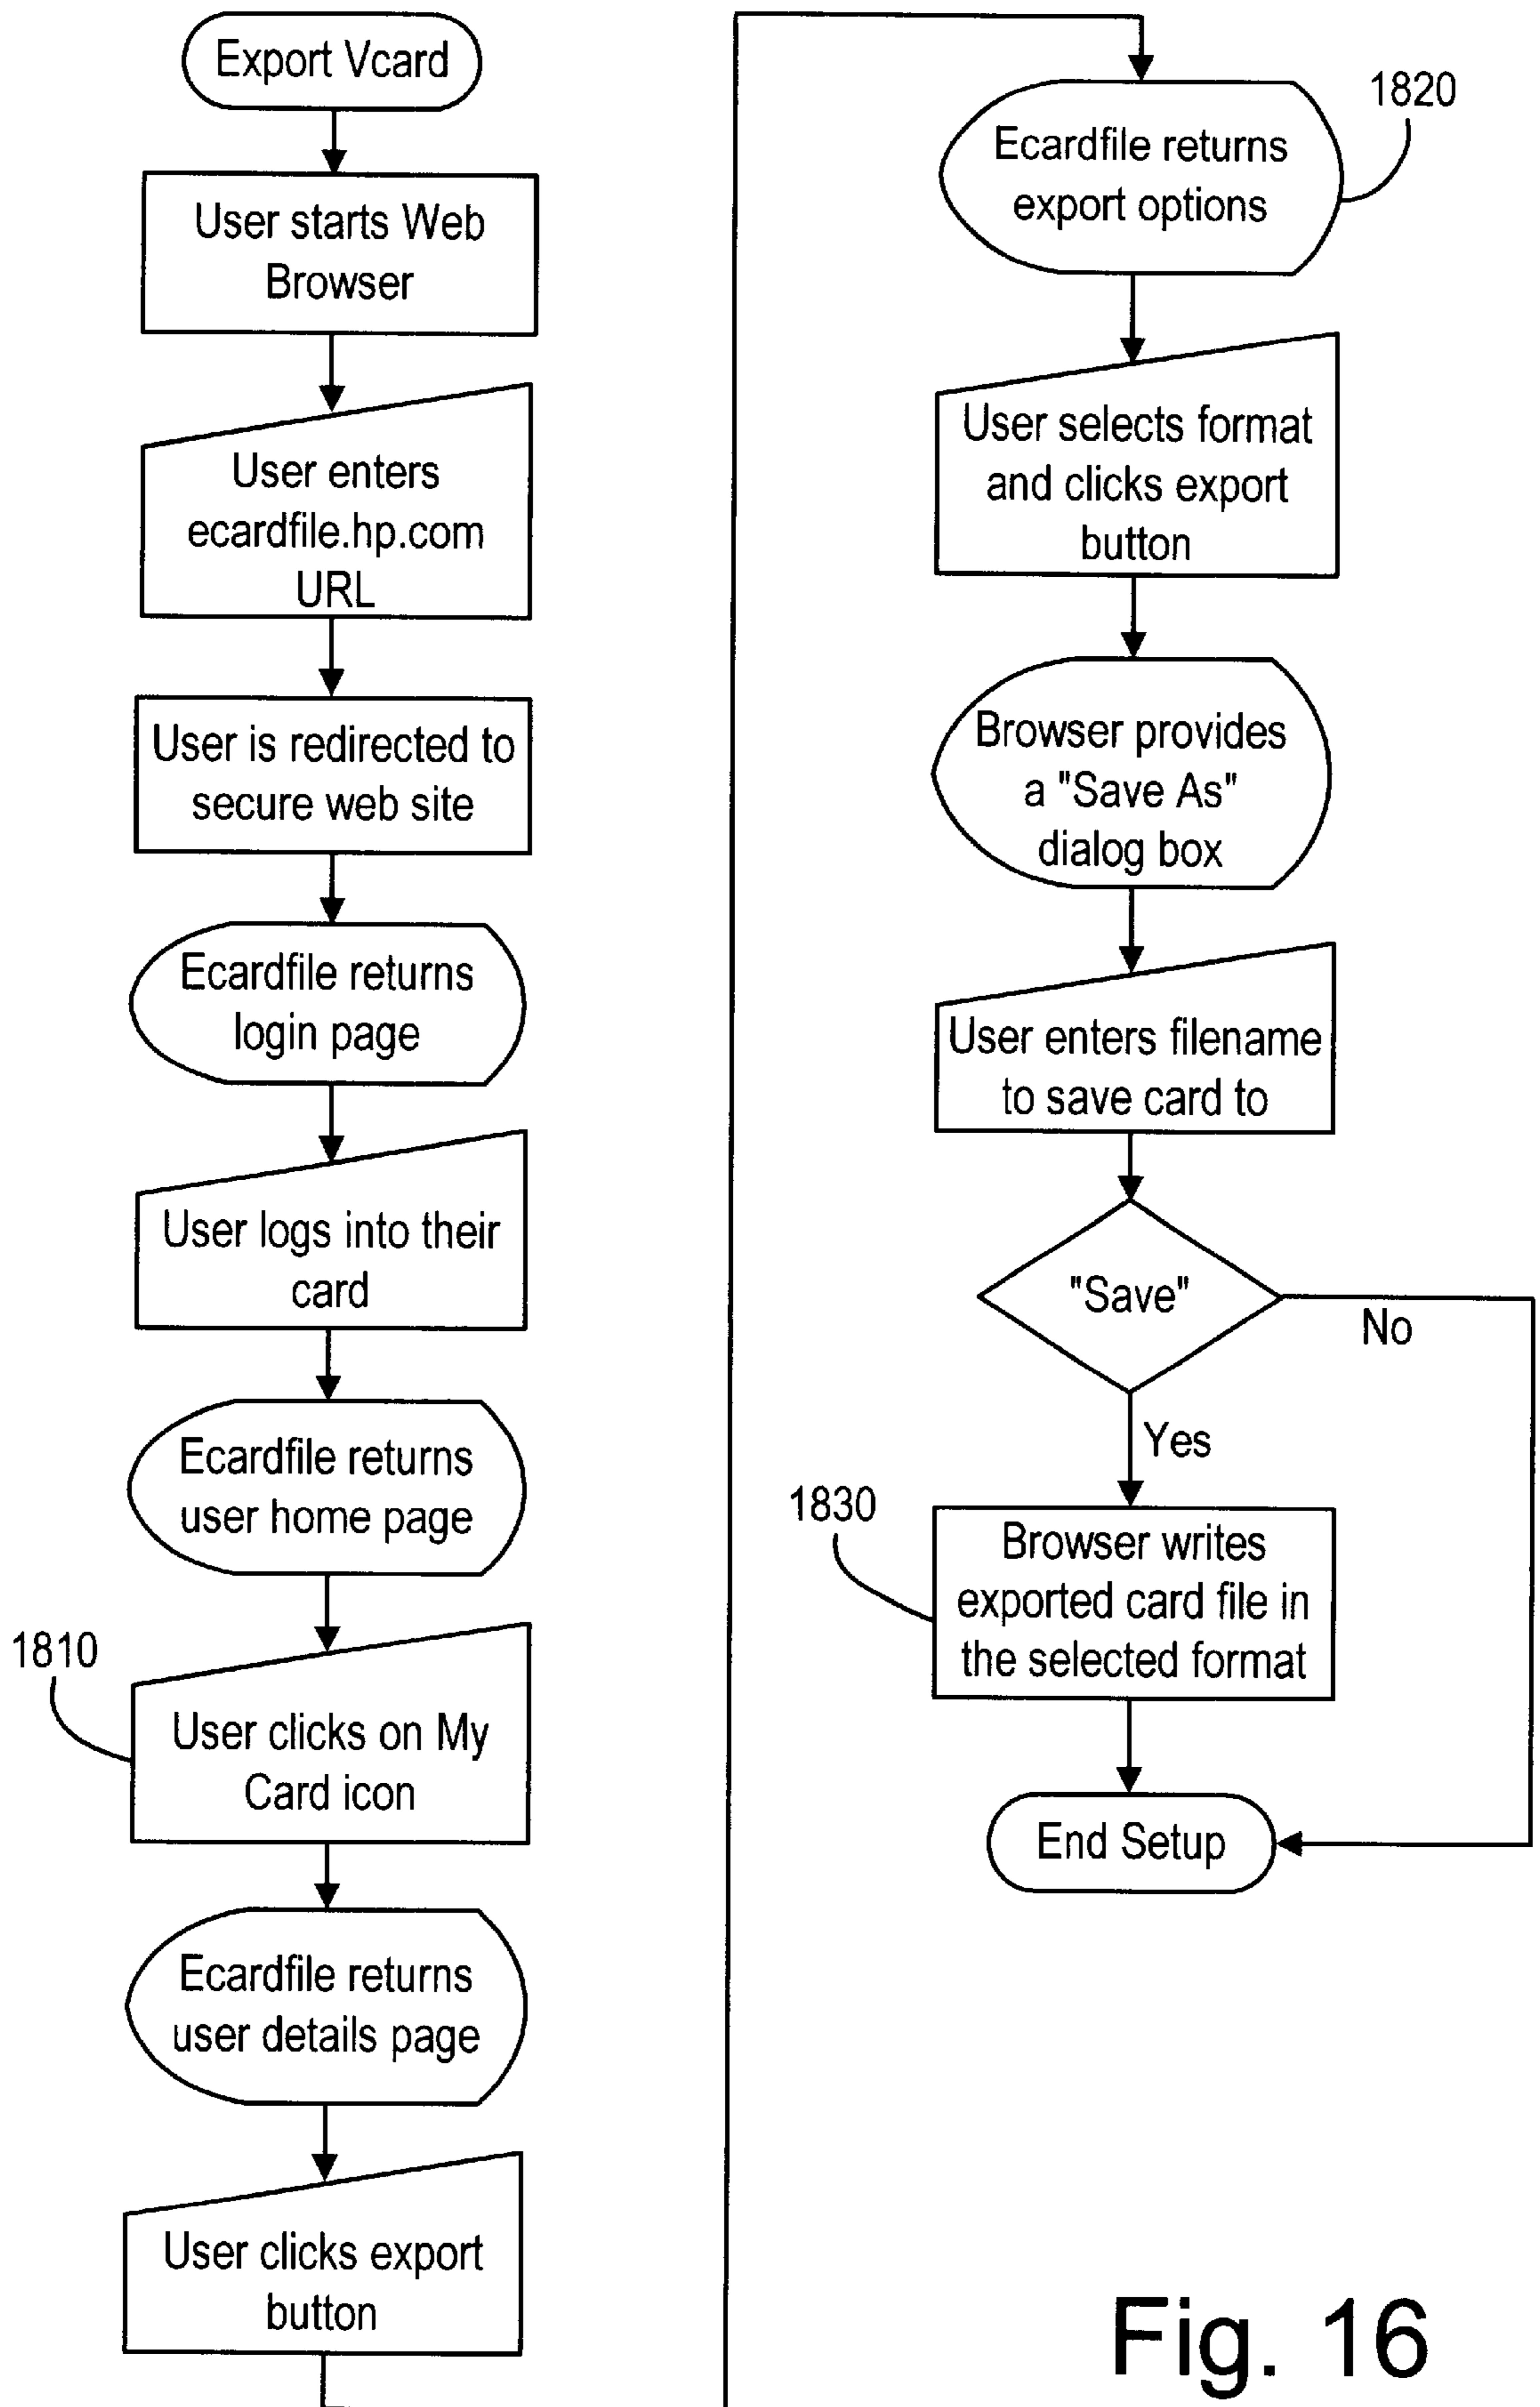 Export Vcard
User starts Web
Browser
User enters
ecardfile.hp.com
URL
User is redirected to
secure web site
Ecardfile returns
login page
User logs into their
card
Ecardfile returns
user home page
1810
User clicks on My
Card icon
Ecardfile returns
user details page
User clicks export
button
1820
Ecardfile returns
export options
User selects format
and clicks export
button
Browser provides
a "Save As"
dialog box
User enters filename
to save card to
"Save"
No
Yes
1830
Browser writes
exported card file in
the selected format
End Setup
Fig. 16